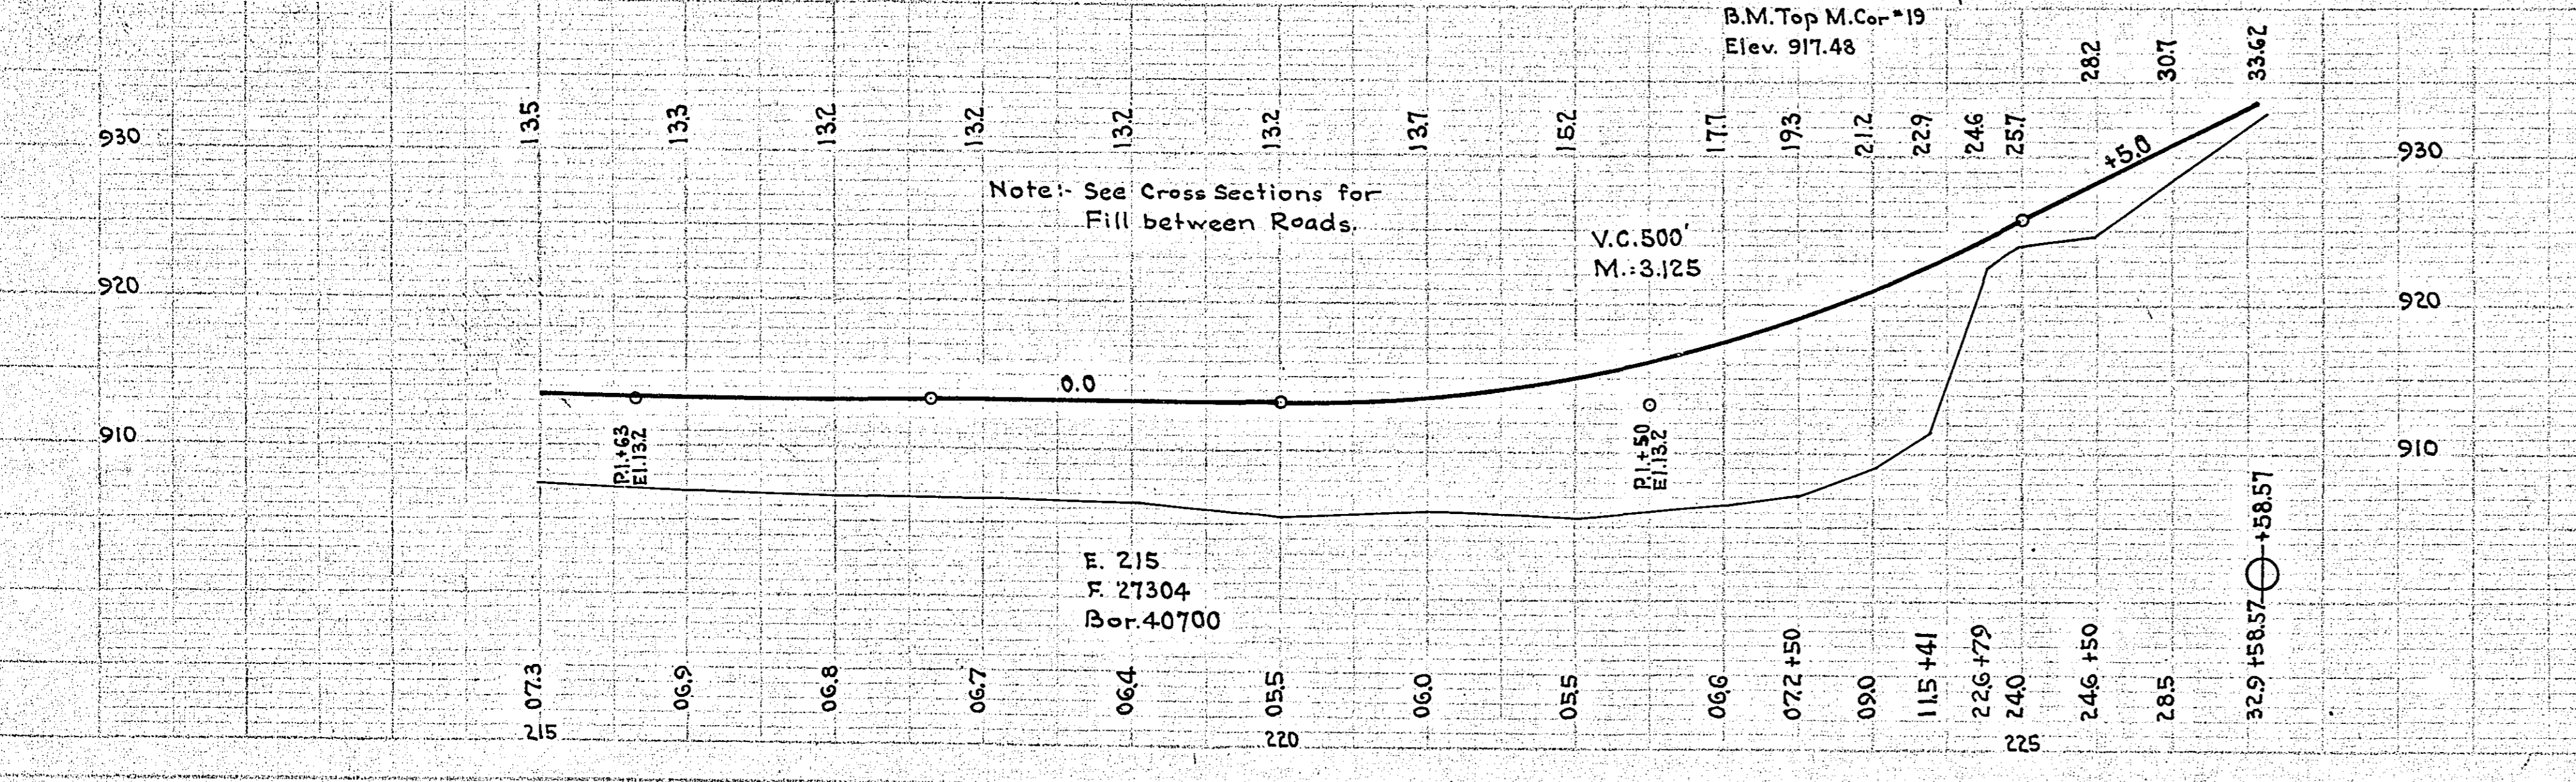 B.M. Top M.Cor #19
Elev. 917.48
13.5 13.3 13.2 13.2 13.2 13.2 13.7 15.2 17.7 19.3 21.2 22.9 24.6 25.7 28.2 30.7 33.62
930
930
+5.0
Note:- See Cross Sections for
Fill between Roads.
V.C. 500'
M.=3.125
920
920
0.0
910
910
P.I.+63
El.13.2
P.I.+50
El.13.2
E. 215
F. 27304
Bor. 40700
+58.57
07.3 06.9 06.8 06.7 06.4 05.5 06.0 05.5 06.6 07.2 +50 09.0 11.5 +41 22.6 +79 24.0 24.6 +50 28.5 32.9 +58.57
215 220 225